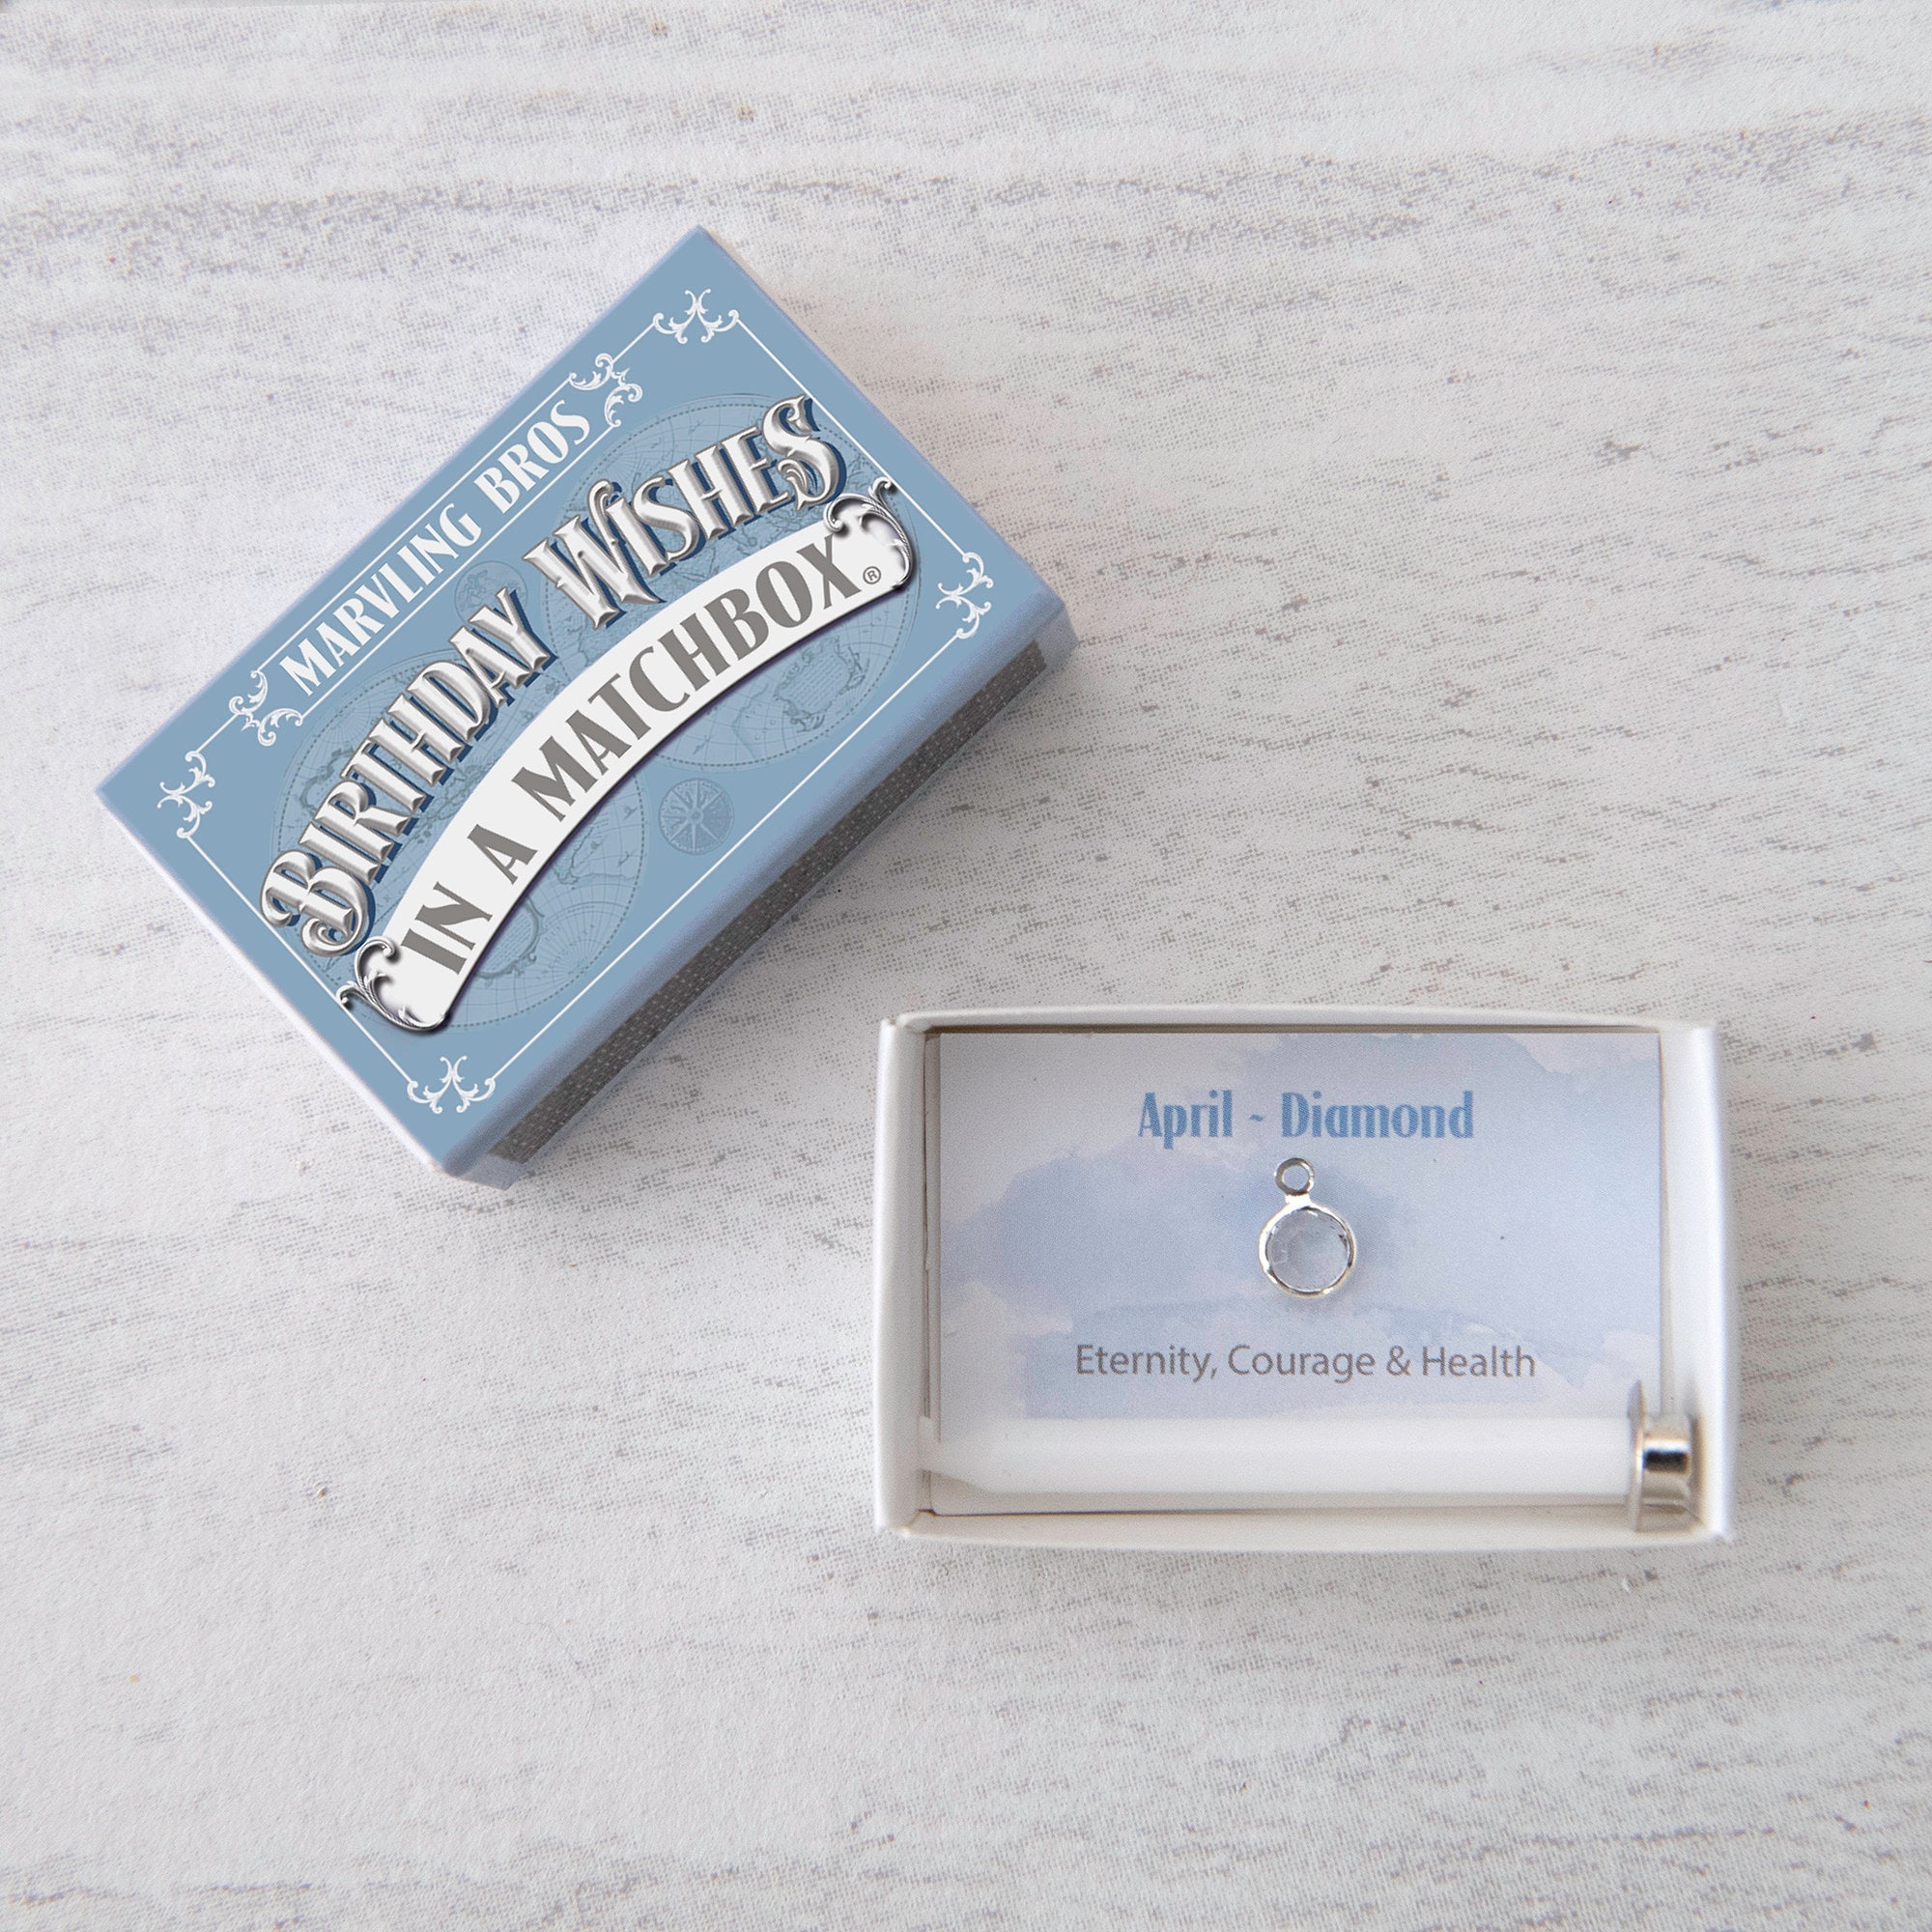 MARVLING BROS
BIRTHDAY WISHES
IN A MATCHBOX®
April ~ Diamond
Eternity, Courage & Health